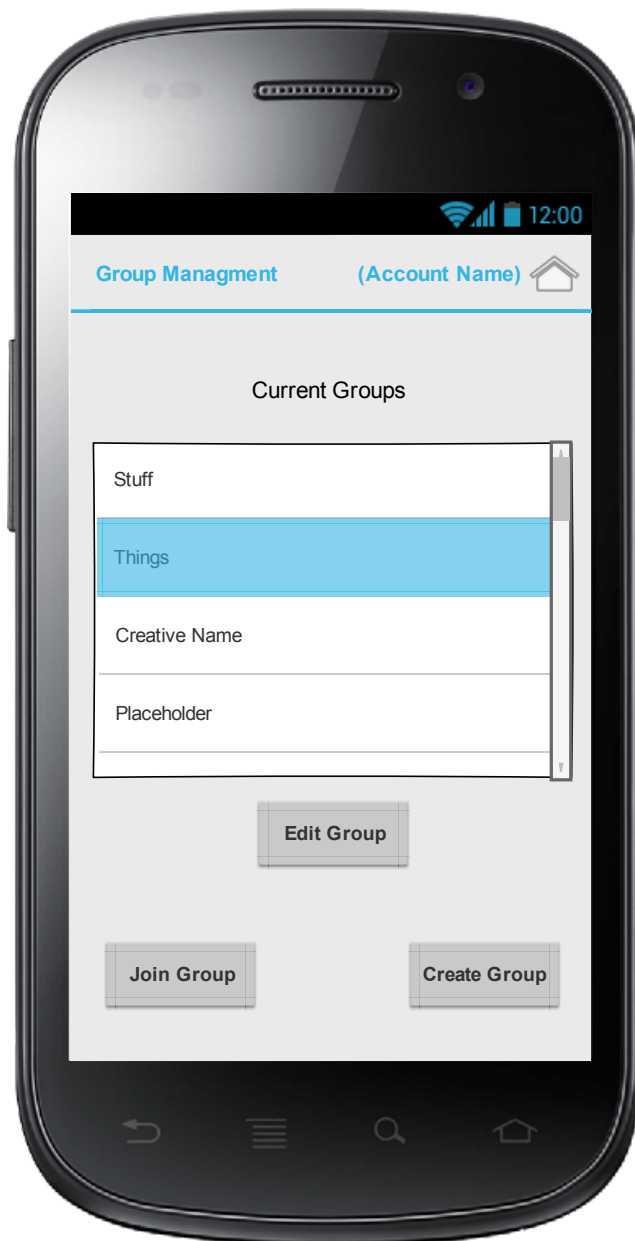 12:00
Group Managment (Account Name)
Current Groups
Stuff
Things
Creative Name
Placeholder
Edit Group
Join Group Create Group